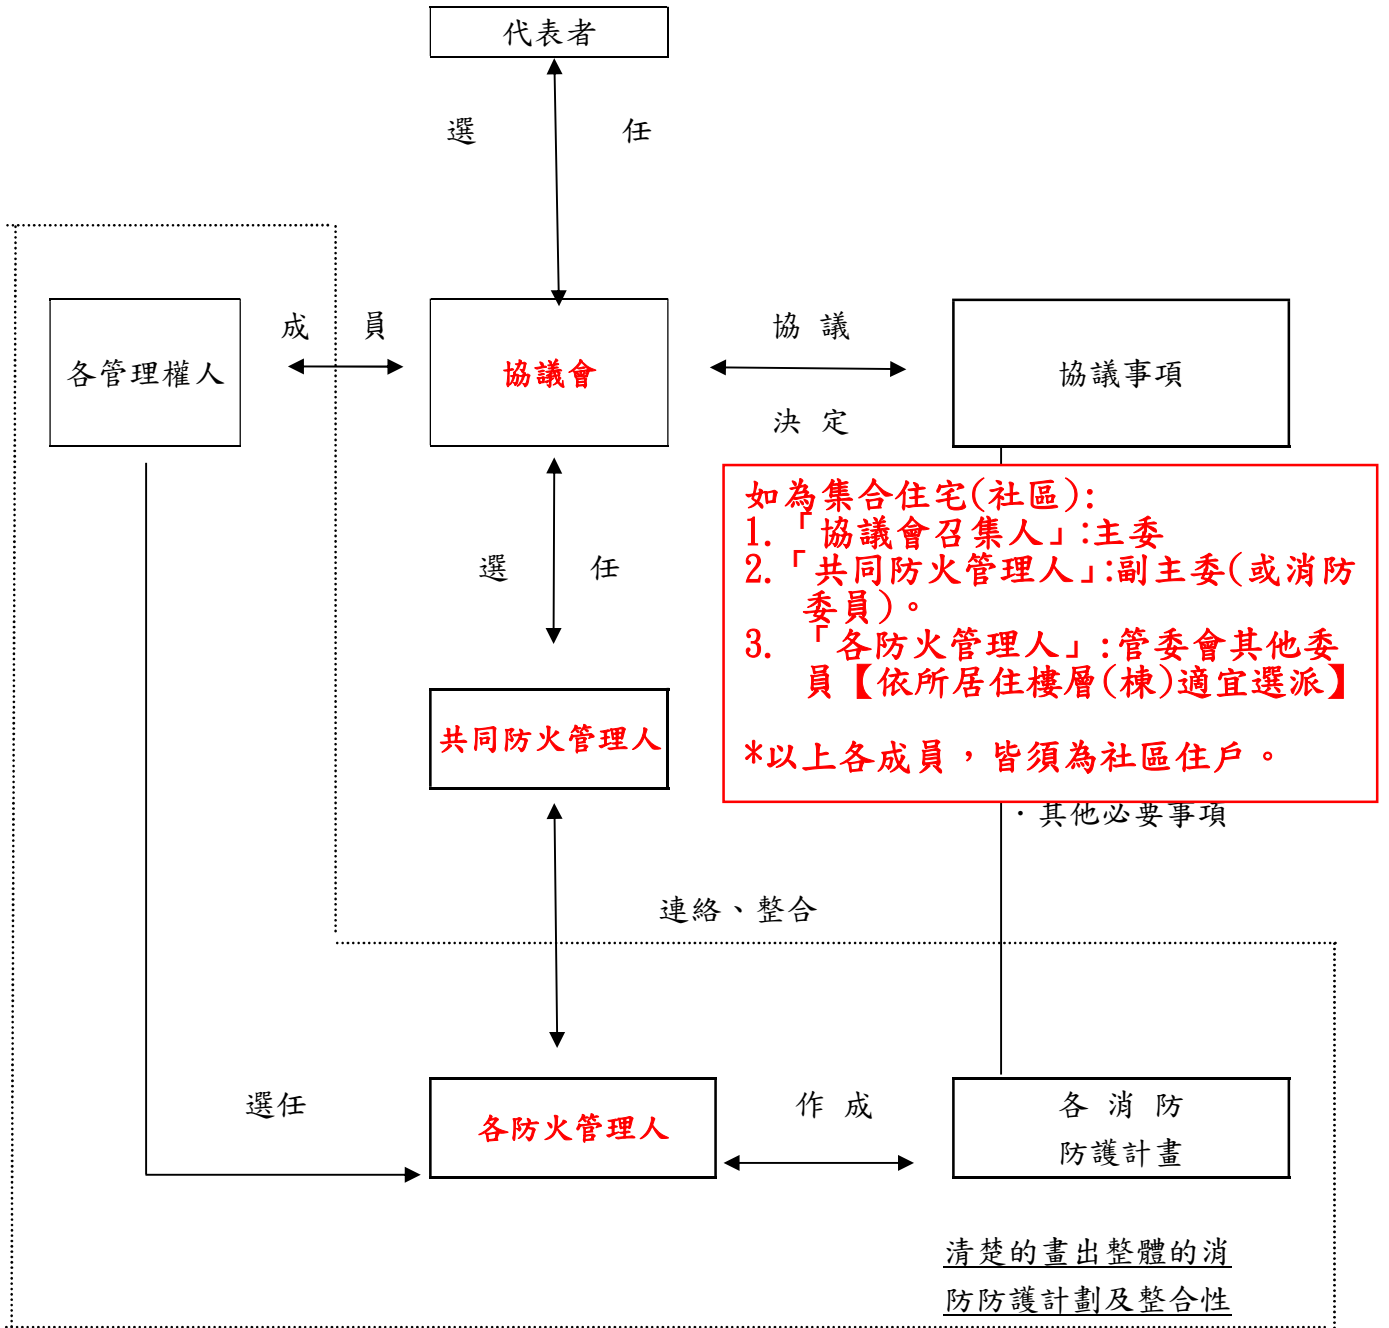 代表者
選 任
各管理權人
成 員
協議會
協 議
決 定
協議事項
如為集合住宅(社區):
1.「協議會召集人」:主委
2.「共同防火管理人」:副主委(或消防
委員)。
3. 「各防火管理人」:管委會其他委
員【依所居住樓層(棟)適宜選派】
*以上各成員，皆須為社區住戶。
選 任
共同防火管理人
．其他必要事項
連絡、整合
選任
各防火管理人
作 成
各 消 防
防護計畫
清楚的畫出整體的消
防防護計劃及整合性